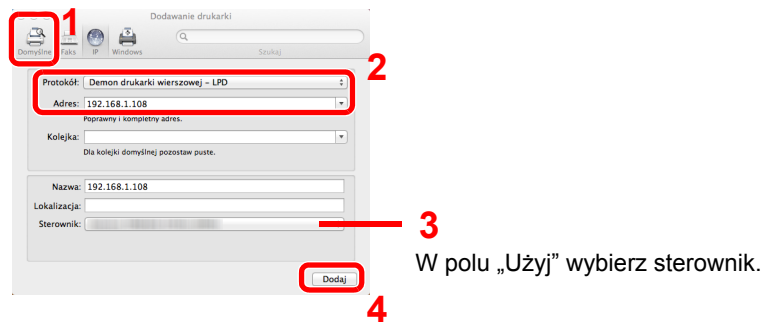 Dodawanie drukarki
1
Domyślne Faks IP Windows Szukaj
2
Protokół: Demon drukarki wierszowej – LPD
Adres: 192.168.1.108
Poprawny i kompletny adres.
Kolejka:
Dla kolejki domyślnej pozostaw puste.
Nazwa: 192.168.1.108
Lokalizacja:
Sterownik:
3
W polu „Użyj” wybierz sterownik.
Dodaj
4